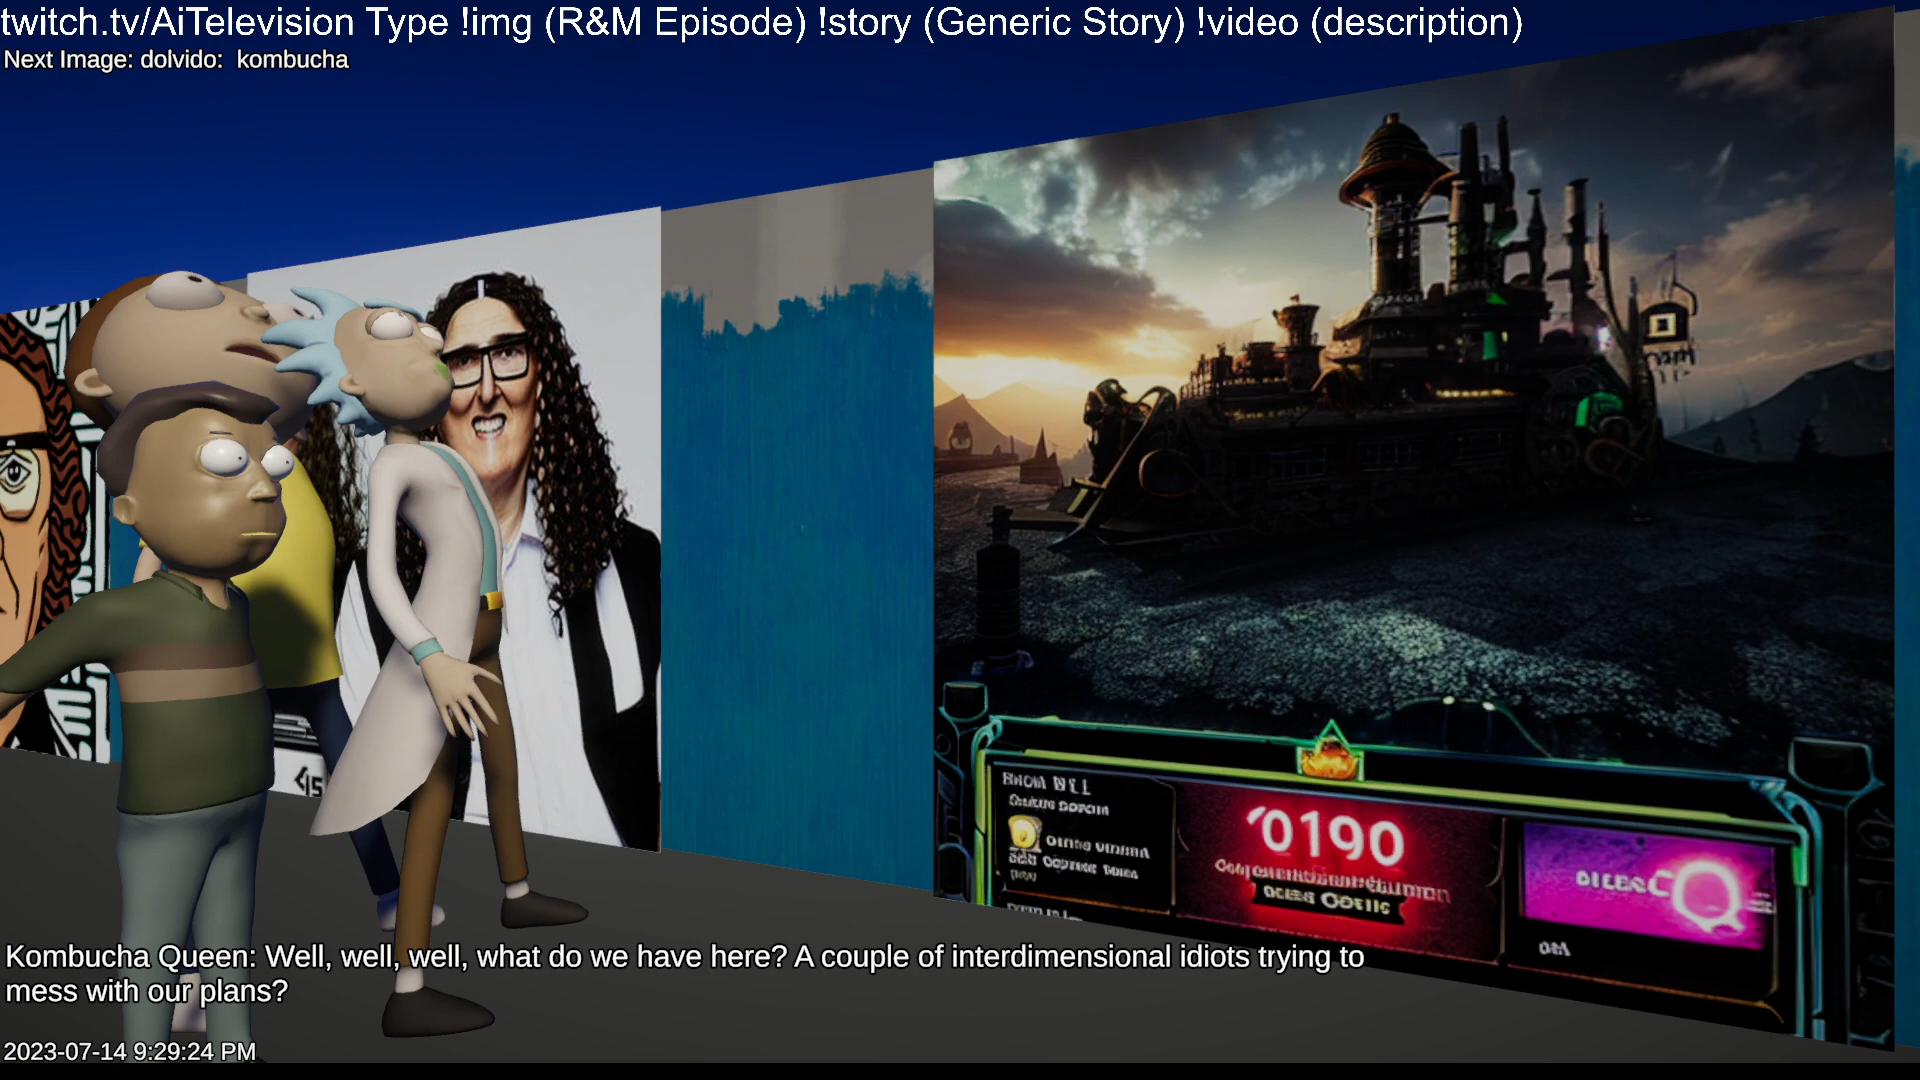 twitch.tv/AiTelevision Type !img (R&M Episode) !story (Generic Story) !video (description)
Next Image: dolvido:  kombucha
0190
Kombucha Queen: Well, well, well, what do we have here? A couple of interdimensional idiots trying to
mess with our plans?
2023-07-14 9:29:24 PM